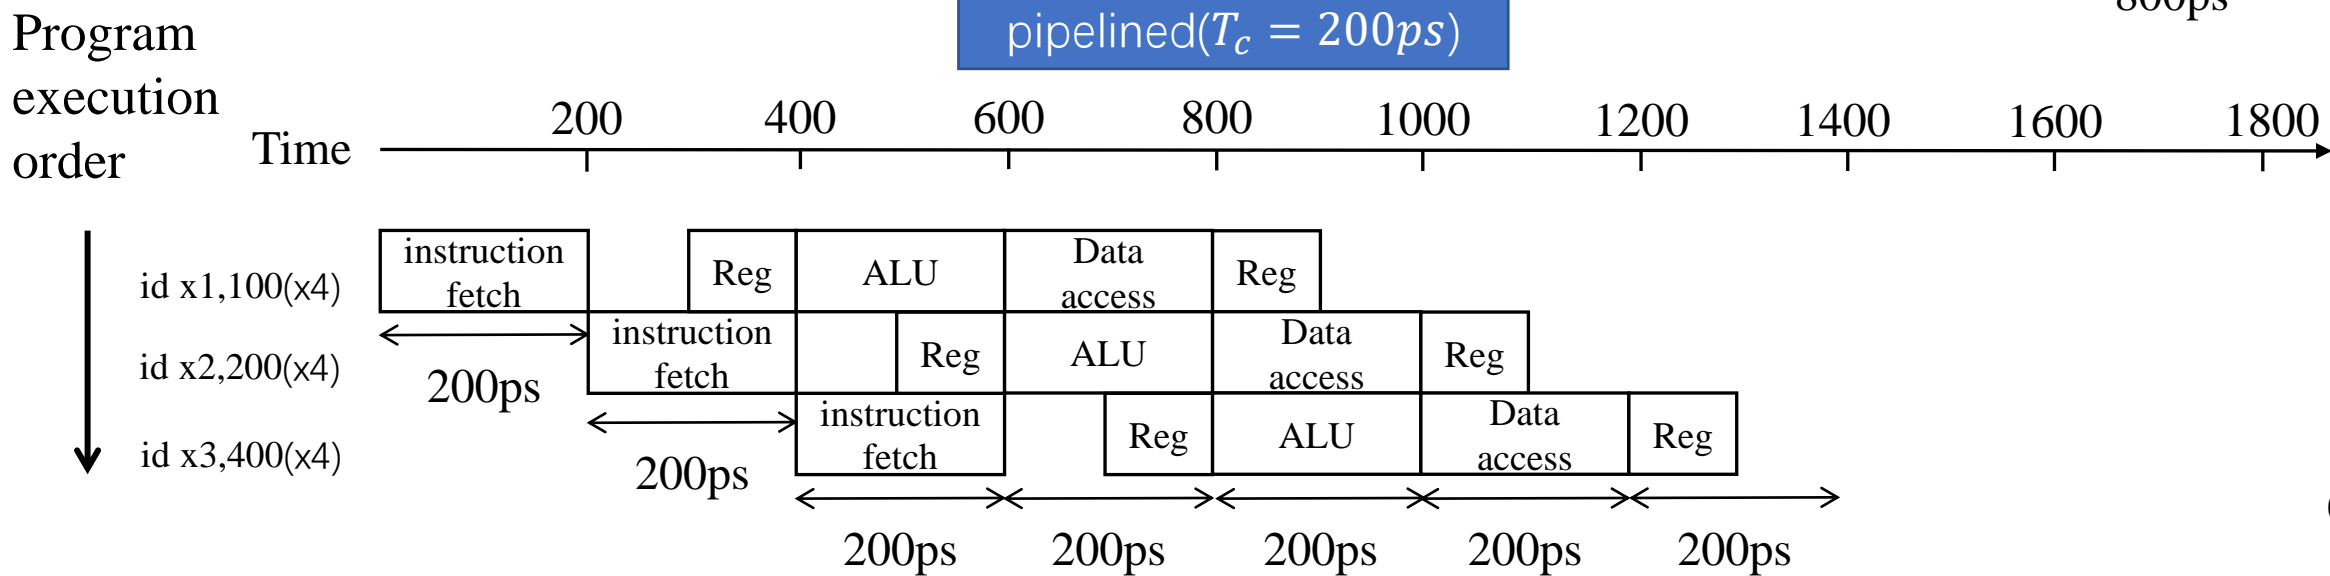 800ps
pipelined(T_c = 200ps)
Program
execution
order
Time
200 400 600 800 1000 1200 1400 1600 1800
id x1,100(x4)
instruction
fetch
Reg
ALU
Data
access
Reg
200ps
id x2,200(x4)
instruction
fetch
Reg
ALU
Data
access
Reg
200ps
id x3,400(x4)
instruction
fetch
Reg
ALU
Data
access
Reg
200ps 200ps 200ps 200ps 200ps